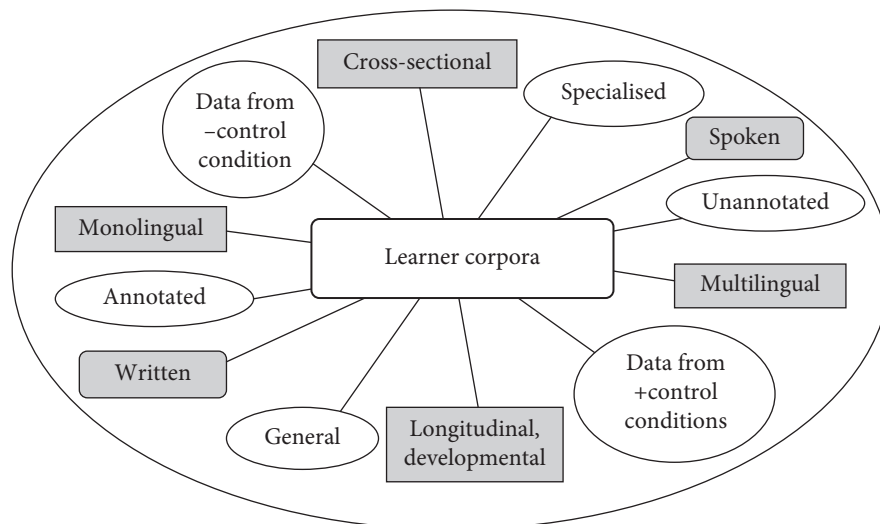 Cross-sectional
Data from
–control
condition
Specialised
Spoken
Unannotated
Monolingual
Learner corpora
Annotated
Multilingual
Written
Data from
+control
conditions
General
Longitudinal,
developmental